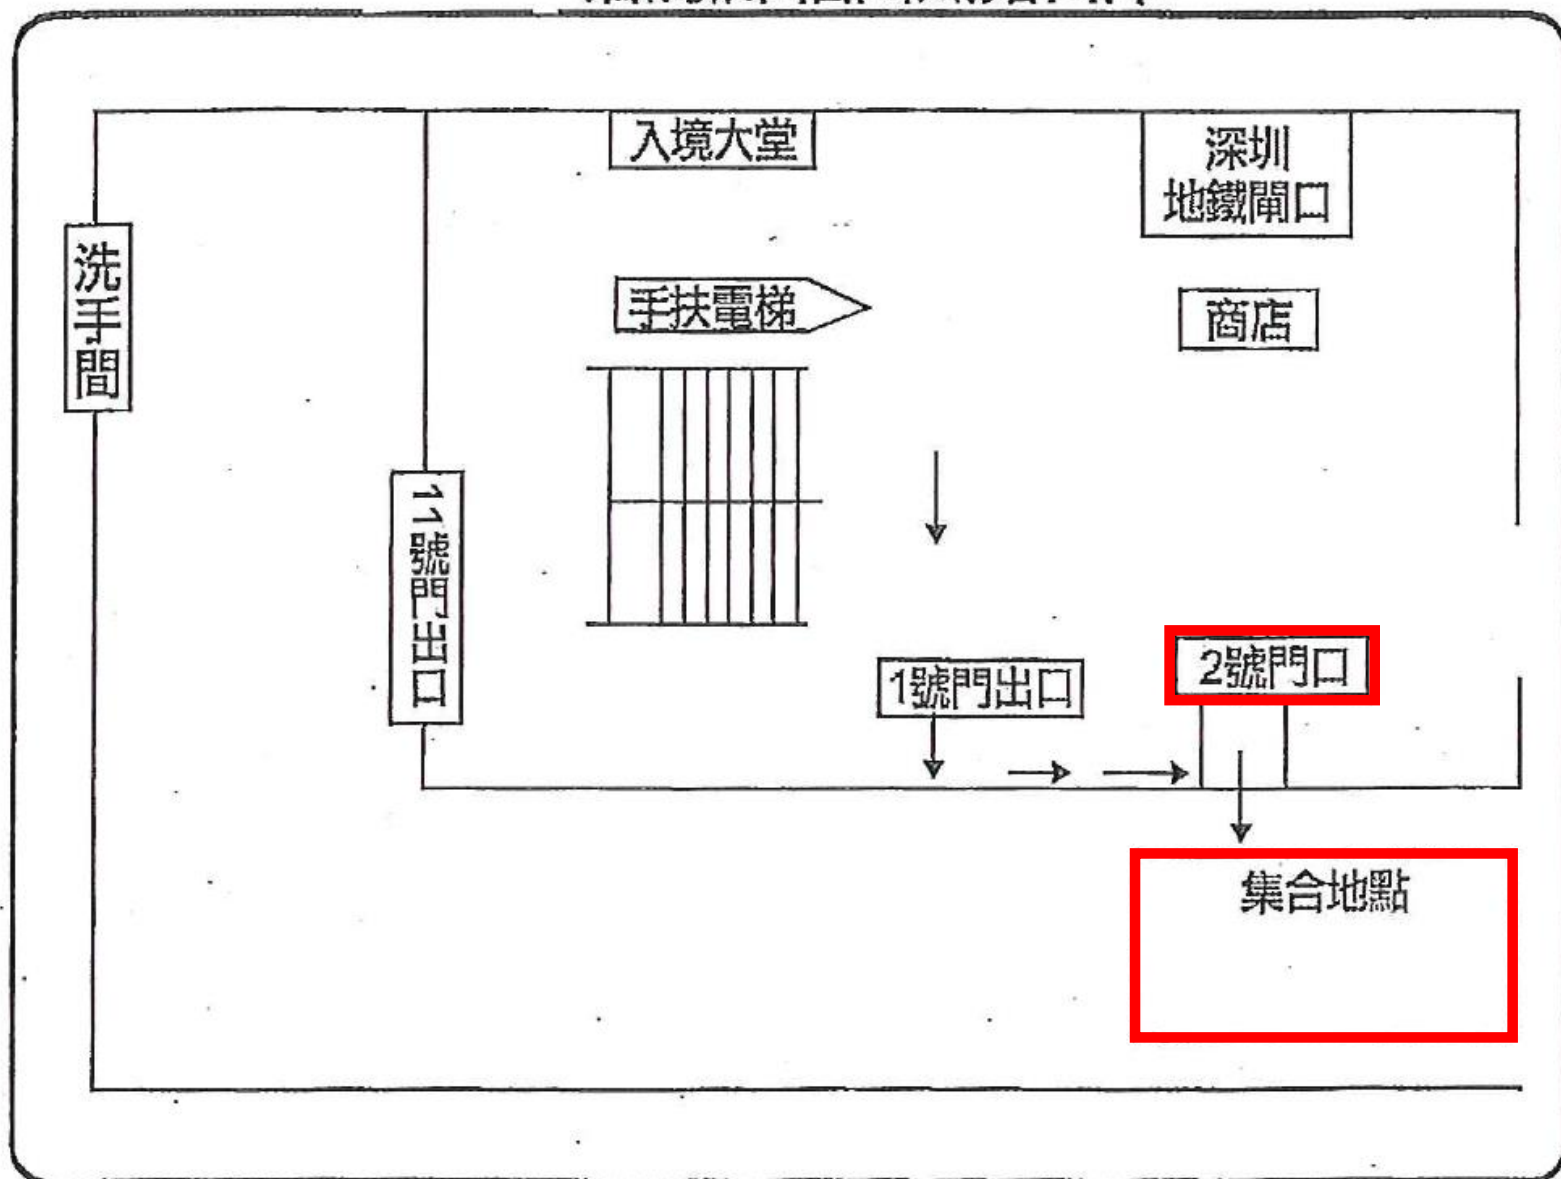 入境大堂
深圳
地鐵閘口
洗手間
手扶電梯
商店
11號門出口
1號門出口
2號門口
集合地點